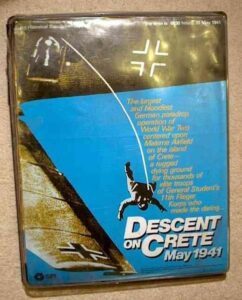 The largest
and bloodiest
German paradrop
operation of
World War Two
centered upon
Maleme Airfield
on the island
of Crete—
a rugged
dying ground
for thousands of
elite troops
of General Student's
11th Flieger
Korps who
made the daring...
DESCENT
ON CRETE
May 1941